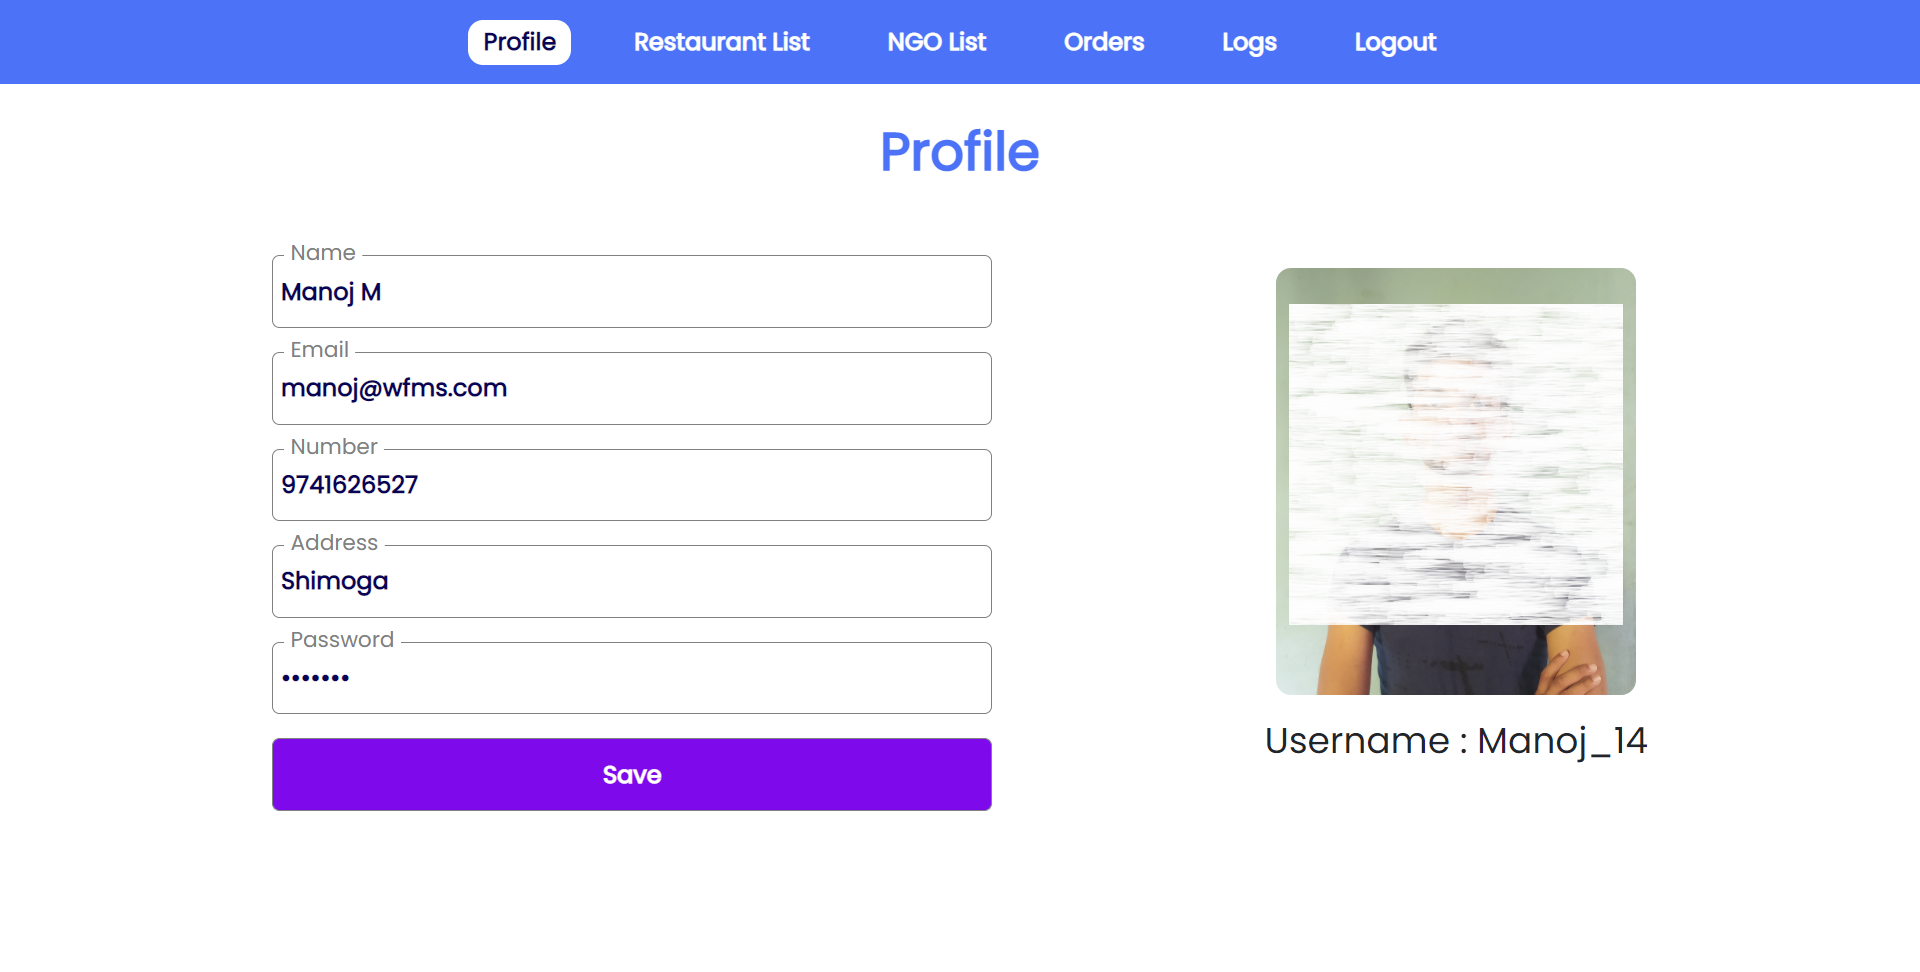 Profile Restaurant List NGO List Orders Logs Logout
Profile
Name
Manoj M
Email
manoj@wfms.com
Number
9741626527
Address
Shimoga
Password
•••••••
Save
Username : Manoj_14